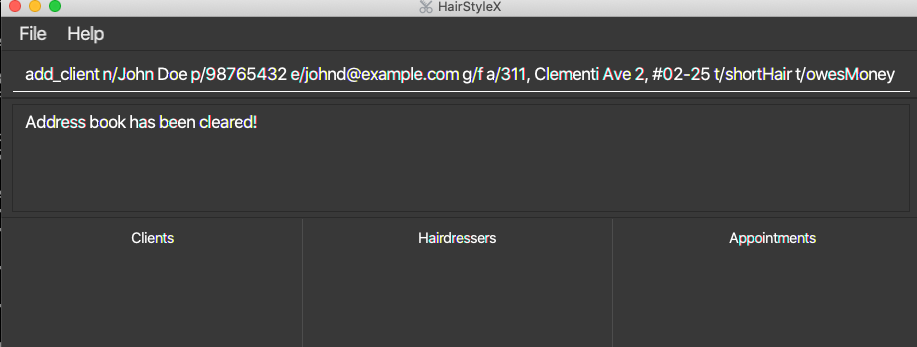 HairStyleX
File Help
add_client n/John Doe p/98765432 e/johnd@example.com g/f a/311, Clementi Ave 2, #02-25 t/shortHair t/owesMoney
Address book has been cleared!
Clients Hairdressers Appointments